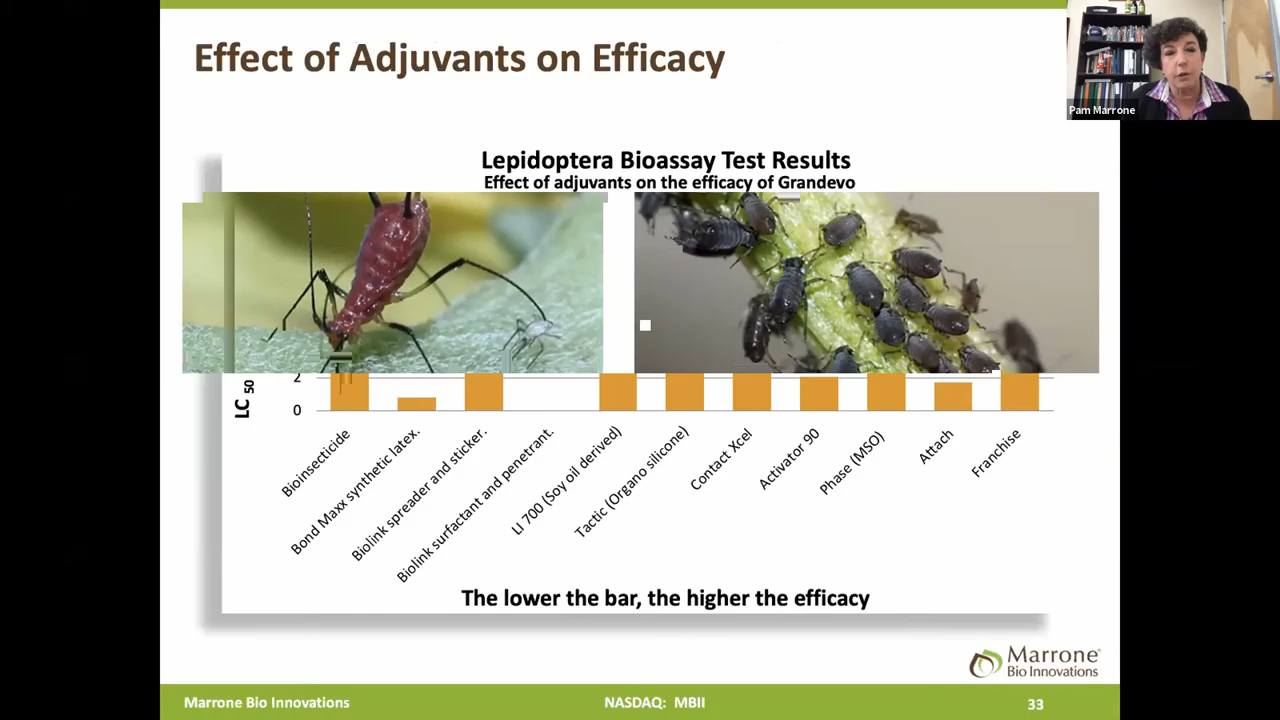 Effect of Adjuvants on Efficacy
Pam Marrone
Lepidoptera Bioassay Test Results
Effect of adjuvants on the efficacy of Grandevo
LC 50
2
0
Bioinsecticide
Bond Maxx synthetic latex.
Biolink spreader and sticker.
Biolink surfactant and penetrant.
LI 700 (Soy oil derived)
Tactic (Organo silicone)
Contact Xcel
Activator 90
Phase (MSO)
Attach
Franchise
The lower the bar, the higher the efficacy
Marrone®
Bio Innovations
Marrone Bio Innovations NASDAQ: MBII 33